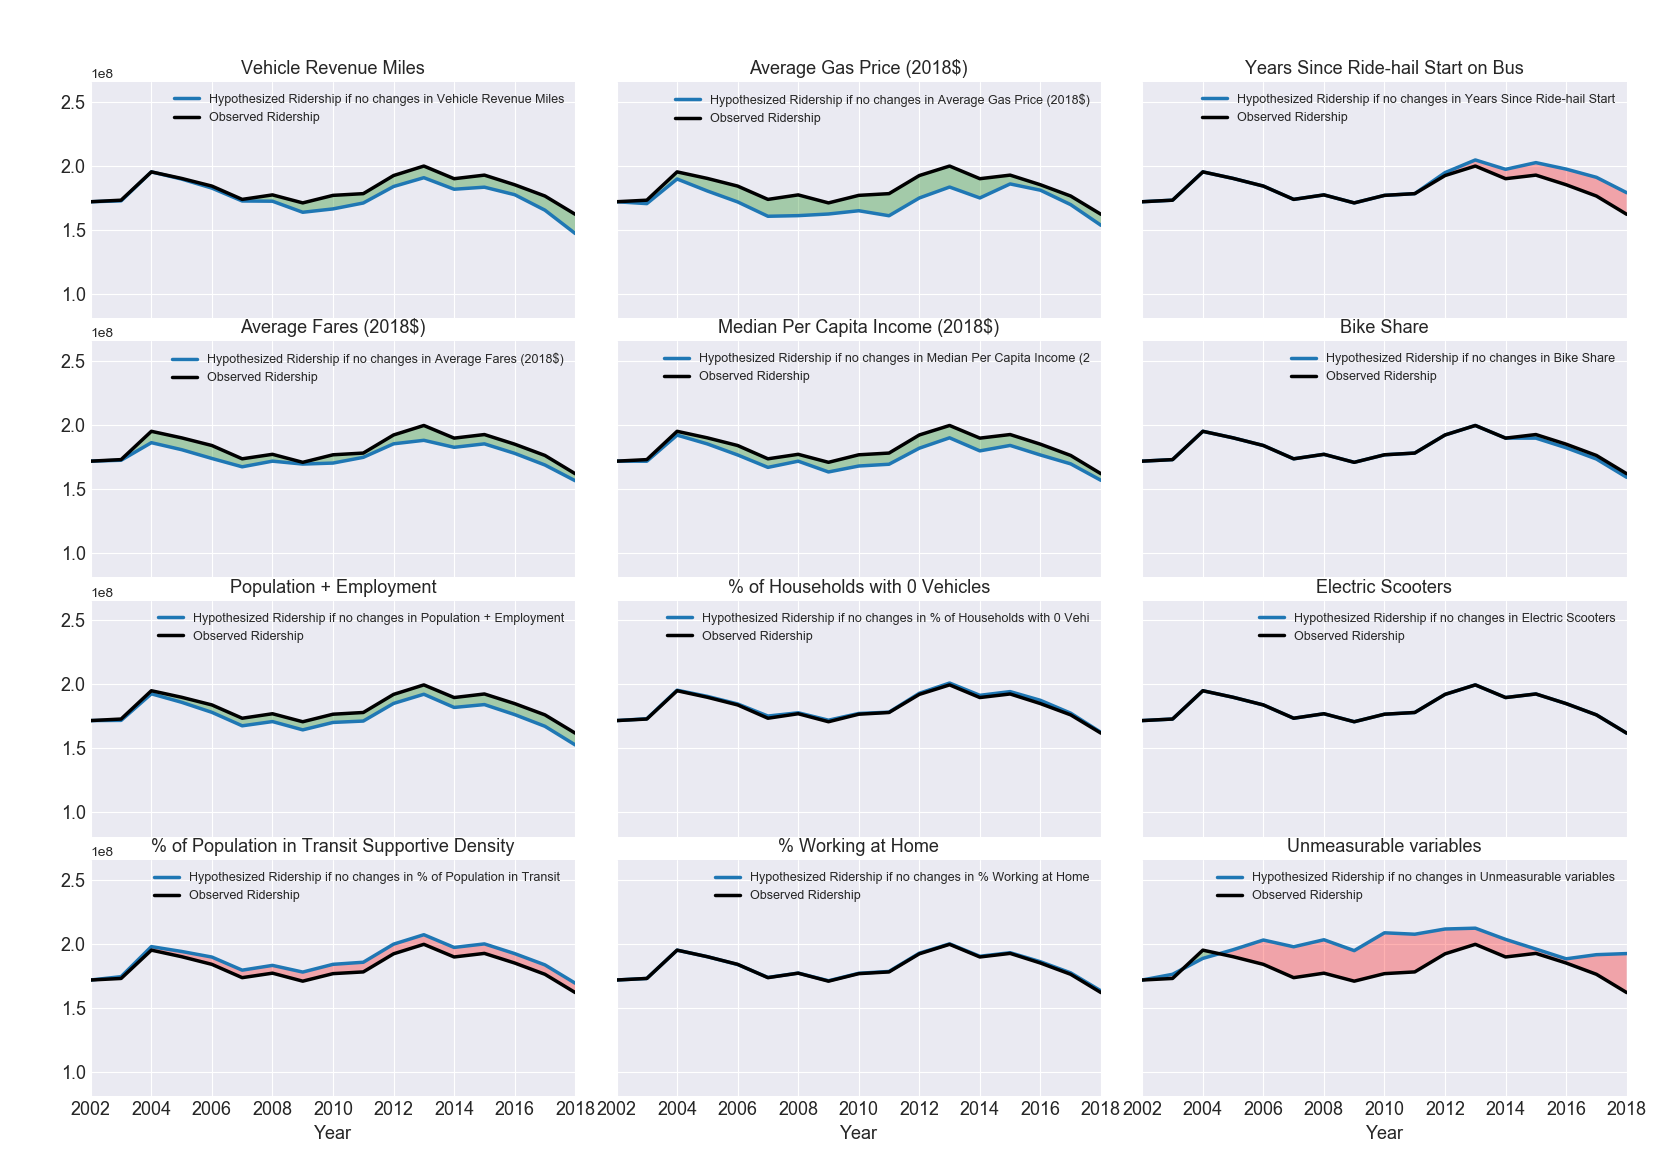 Vehicle Revenue Miles
1e8
Hypothesized Ridership if no changes in Vehicle Revenue Miles
Observed Ridership
2.5
2.0
1.5
1.0
Average Gas Price (2018$)
Hypothesized Ridership if no changes in Average Gas Price (2018$)
Observed Ridership
Years Since Ride-hail Start on Bus
Hypothesized Ridership if no changes in Years Since Ride-hail Start
Observed Ridership
Average Fares (2018$)
1e8
Hypothesized Ridership if no changes in Average Fares (2018$)
Observed Ridership
2.5
2.0
1.5
1.0
Median Per Capita Income (2018$)
Hypothesized Ridership if no changes in Median Per Capita Income (2
Observed Ridership
Bike Share
Hypothesized Ridership if no changes in Bike Share
Observed Ridership
Population + Employment
1e8
Hypothesized Ridership if no changes in Population + Employment
Observed Ridership
2.5
2.0
1.5
1.0
% of Households with 0 Vehicles
Hypothesized Ridership if no changes in % of Households with 0 Vehi
Observed Ridership
Electric Scooters
Hypothesized Ridership if no changes in Electric Scooters
Observed Ridership
% of Population in Transit Supportive Density
1e8
Hypothesized Ridership if no changes in % of Population in Transit
Observed Ridership
2.5
2.0
1.5
1.0
2002 2004 2006 2008 2010 2012 2014 2016 2018
Year
% Working at Home
Hypothesized Ridership if no changes in % Working at Home
Observed Ridership
2002 2004 2006 2008 2010 2012 2014 2016 2018
Year
Unmeasurable variables
Hypothesized Ridership if no changes in Unmeasurable variables
Observed Ridership
2002 2004 2006 2008 2010 2012 2014 2016 2018
Year